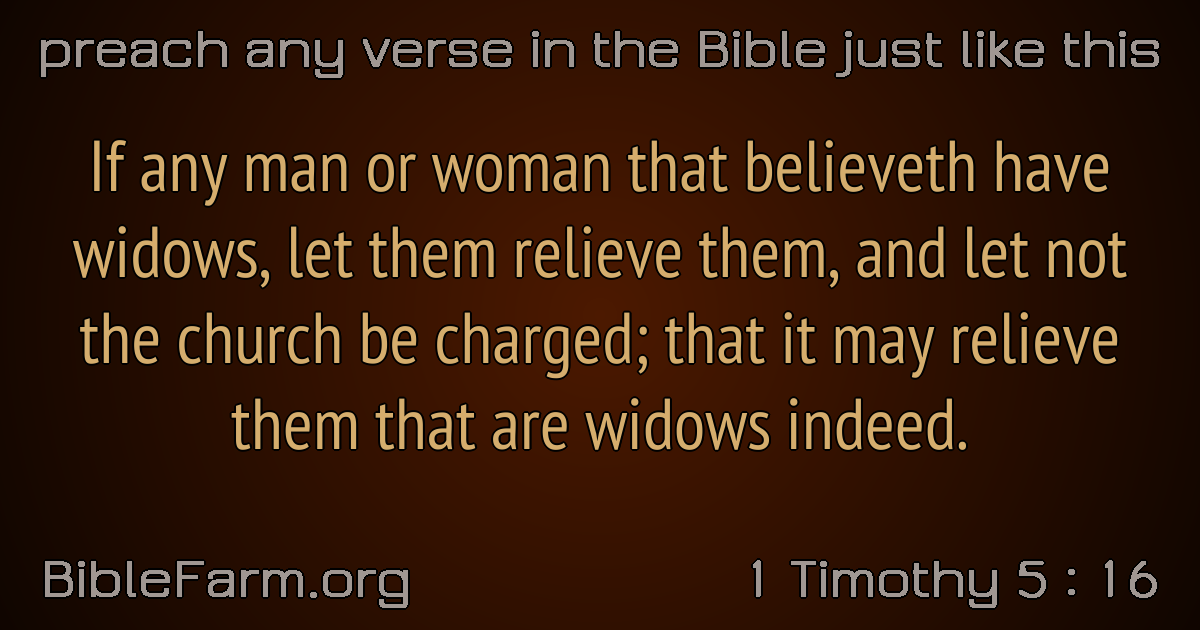 preach any verse in the Bible just like this
If any man or woman that believeth have
widows, let them relieve them, and let not
the church be charged; that it may relieve
them that are widows indeed.
BibleFarm.org
1 Timothy 5 : 16